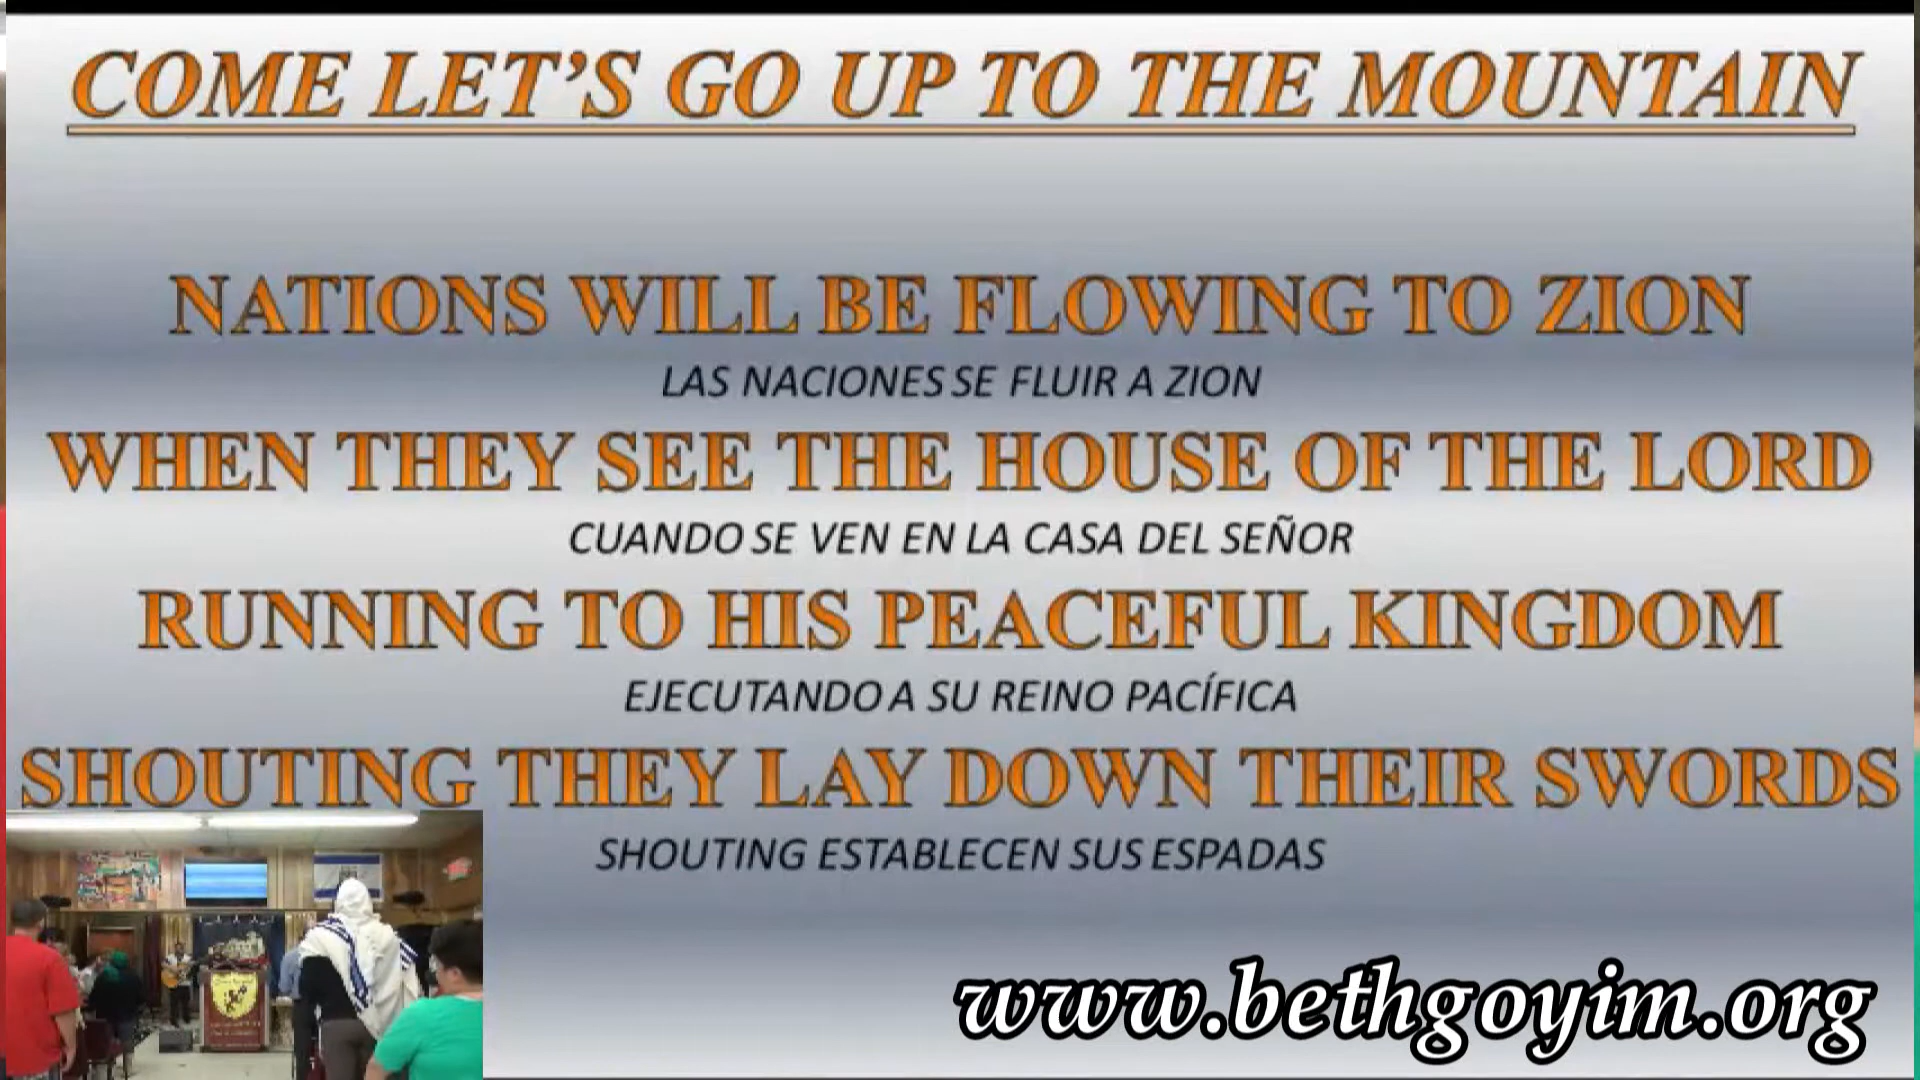 COME LET’S GO UP TO THE MOUNTAIN
NATIONS WILL BE FLOWING TO ZION
LAS NACIONES SE FLUIR A ZION
WHEN THEY SEE THE HOUSE OF THE LORD
CUANDO SE VEN EN LA CASA DEL SEÑOR
RUNNING TO HIS PEACEFUL KINGDOM
EJECUTANDO A SU REINO PACÍFICA
SHOUTING THEY LAY DOWN THEIR SWORDS
SHOUTING ESTABLECEN SUS ESPADAS
www.bethgoyim.org